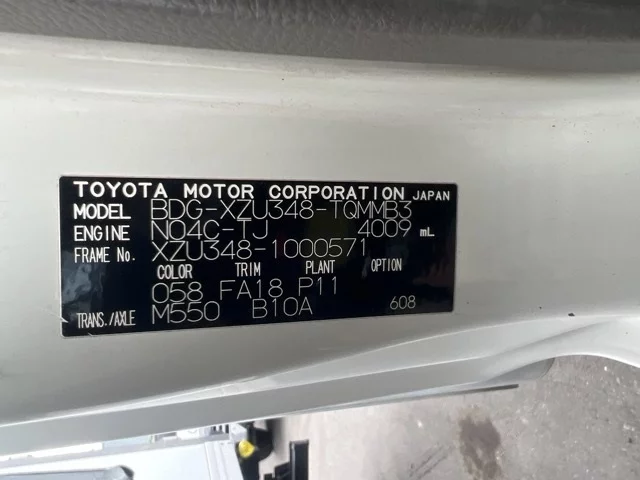 TOYOTA MOTOR CORPORATION JAPAN
MODEL BDG-XZU348-TQMMB3
ENGINE N04C-TJ 4009 mL
FRAME No. XZU348-1000571
COLOR TRIM PLANT OPTION
058 FA18 P11
TRANS./AXLE M550 B10A 608